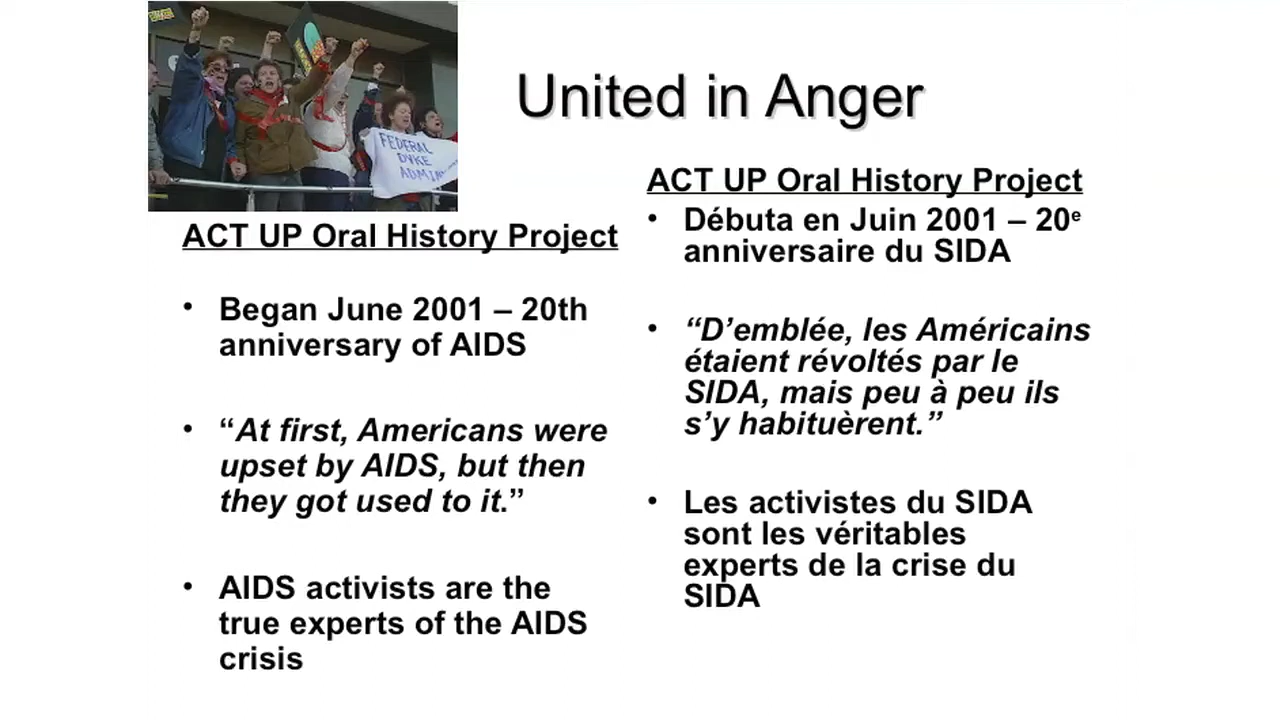 United in Anger
FEDERAL
DYKE
ADMIN
ACT UP Oral History Project
• Began June 2001 – 20th
anniversary of AIDS
• “At first, Americans were
upset by AIDS, but then
they got used to it.”
• AIDS activists are the
true experts of the AIDS
crisis
ACT UP Oral History Project
• Débuta en Juin 2001 – 20ᵉ
anniversaire du SIDA
• “D’emblée, les Américains
étaient révoltés par le
SIDA, mais peu à peu ils
s’y habituèrent.”
• Les activistes du SIDA
sont les véritables
experts de la crise du
SIDA